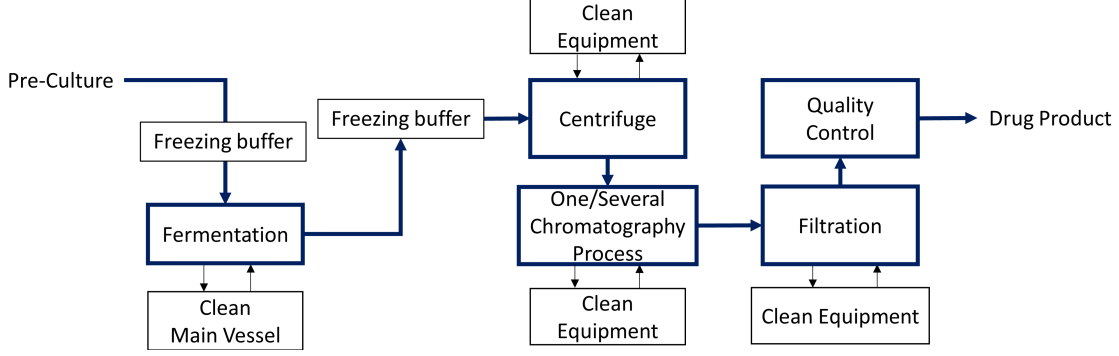 Pre-Culture
Freezing buffer
Fermentation
Clean
Main Vessel
Freezing buffer
Clean
Equipment
Centrifuge
One/Several
Chromatography
Process
Clean
Equipment
Filtration
Clean Equipment
Quality
Control
Drug Product